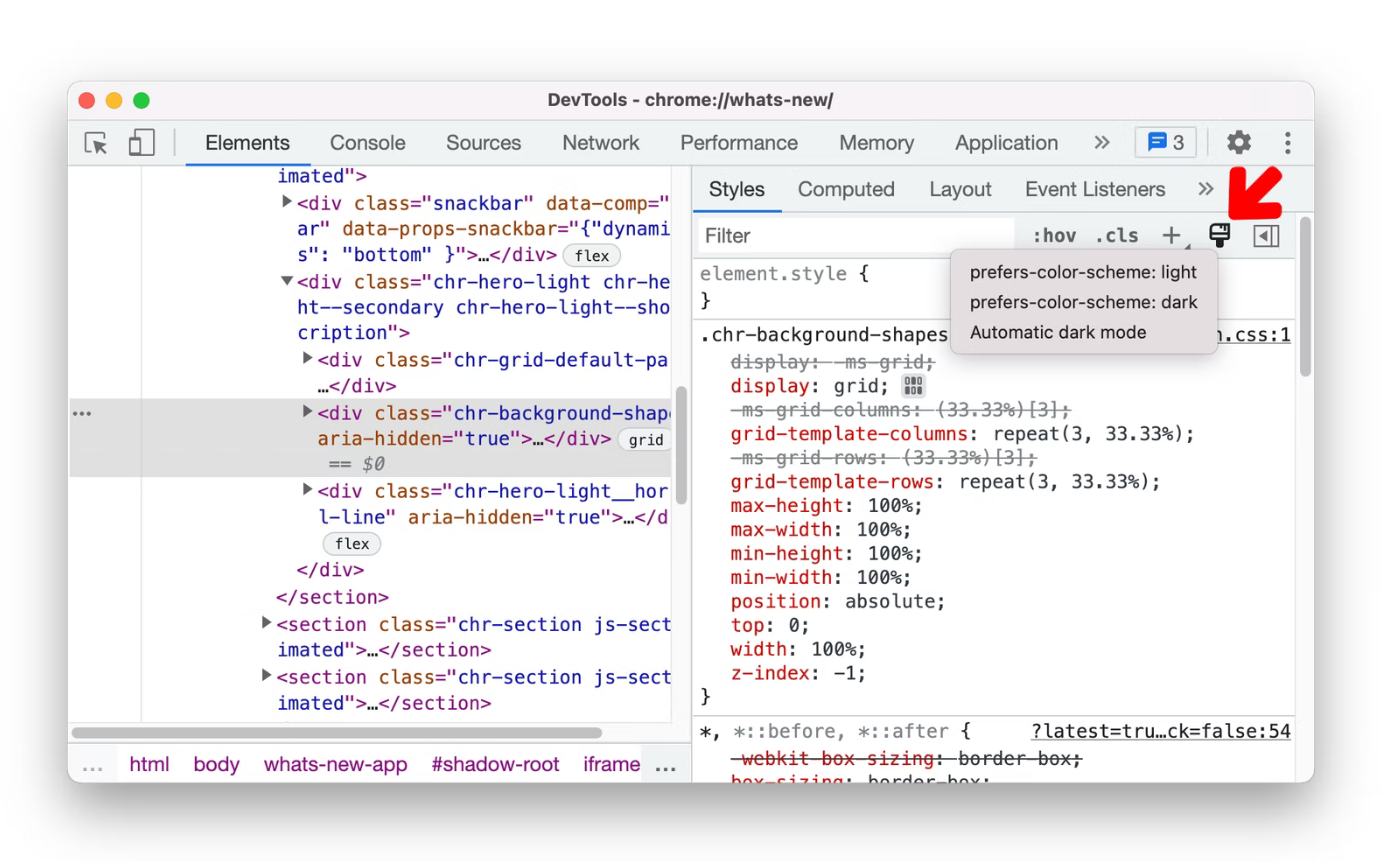 DevTools - chrome://whats-new/
Elements Console Sources Network Performance Memory Application » 3
imated">
<div class="snackbar" data-comp="
ar" data-props-snackbar="{"dynami
s": "bottom" }">…</div> flex
<div class="chr-hero-light chr-he
ht--secondary chr-hero-light--sho
cription">
<div class="chr-grid-default-pa
…</div>
<div class="chr-background-shap
aria-hidden="true">…</div> grid
== $0
<div class="chr-hero-light__hor
l-line" aria-hidden="true">…</d
flex
</div>
</section>
<section class="chr-section js-sect
imated">…</section>
<section class="chr-section js-sect
imated">…</section>
... html body whats-new-app #shadow-root iframe ...
Styles Computed Layout Event Listeners »
Filter :hov .cls +
prefers-color-scheme: light
prefers-color-scheme: dark
Automatic dark mode
element.style {
}
.chr-background-shapes n.css:1
display: -ms-grid;
display: grid;
-ms-grid-columns: (33.33%)[3];
grid-template-columns: repeat(3, 33.33%);
-ms-grid-rows: (33.33%)[3];
grid-template-rows: repeat(3, 33.33%);
max-height: 100%;
max-width: 100%;
min-height: 100%;
min-width: 100%;
position: absolute;
top: 0;
width: 100%;
z-index: -1;
}
*, *::before, *::after { ?latest=tru…ck=false:54
-webkit-box-sizing: border-box;
box-sizing: border-box;